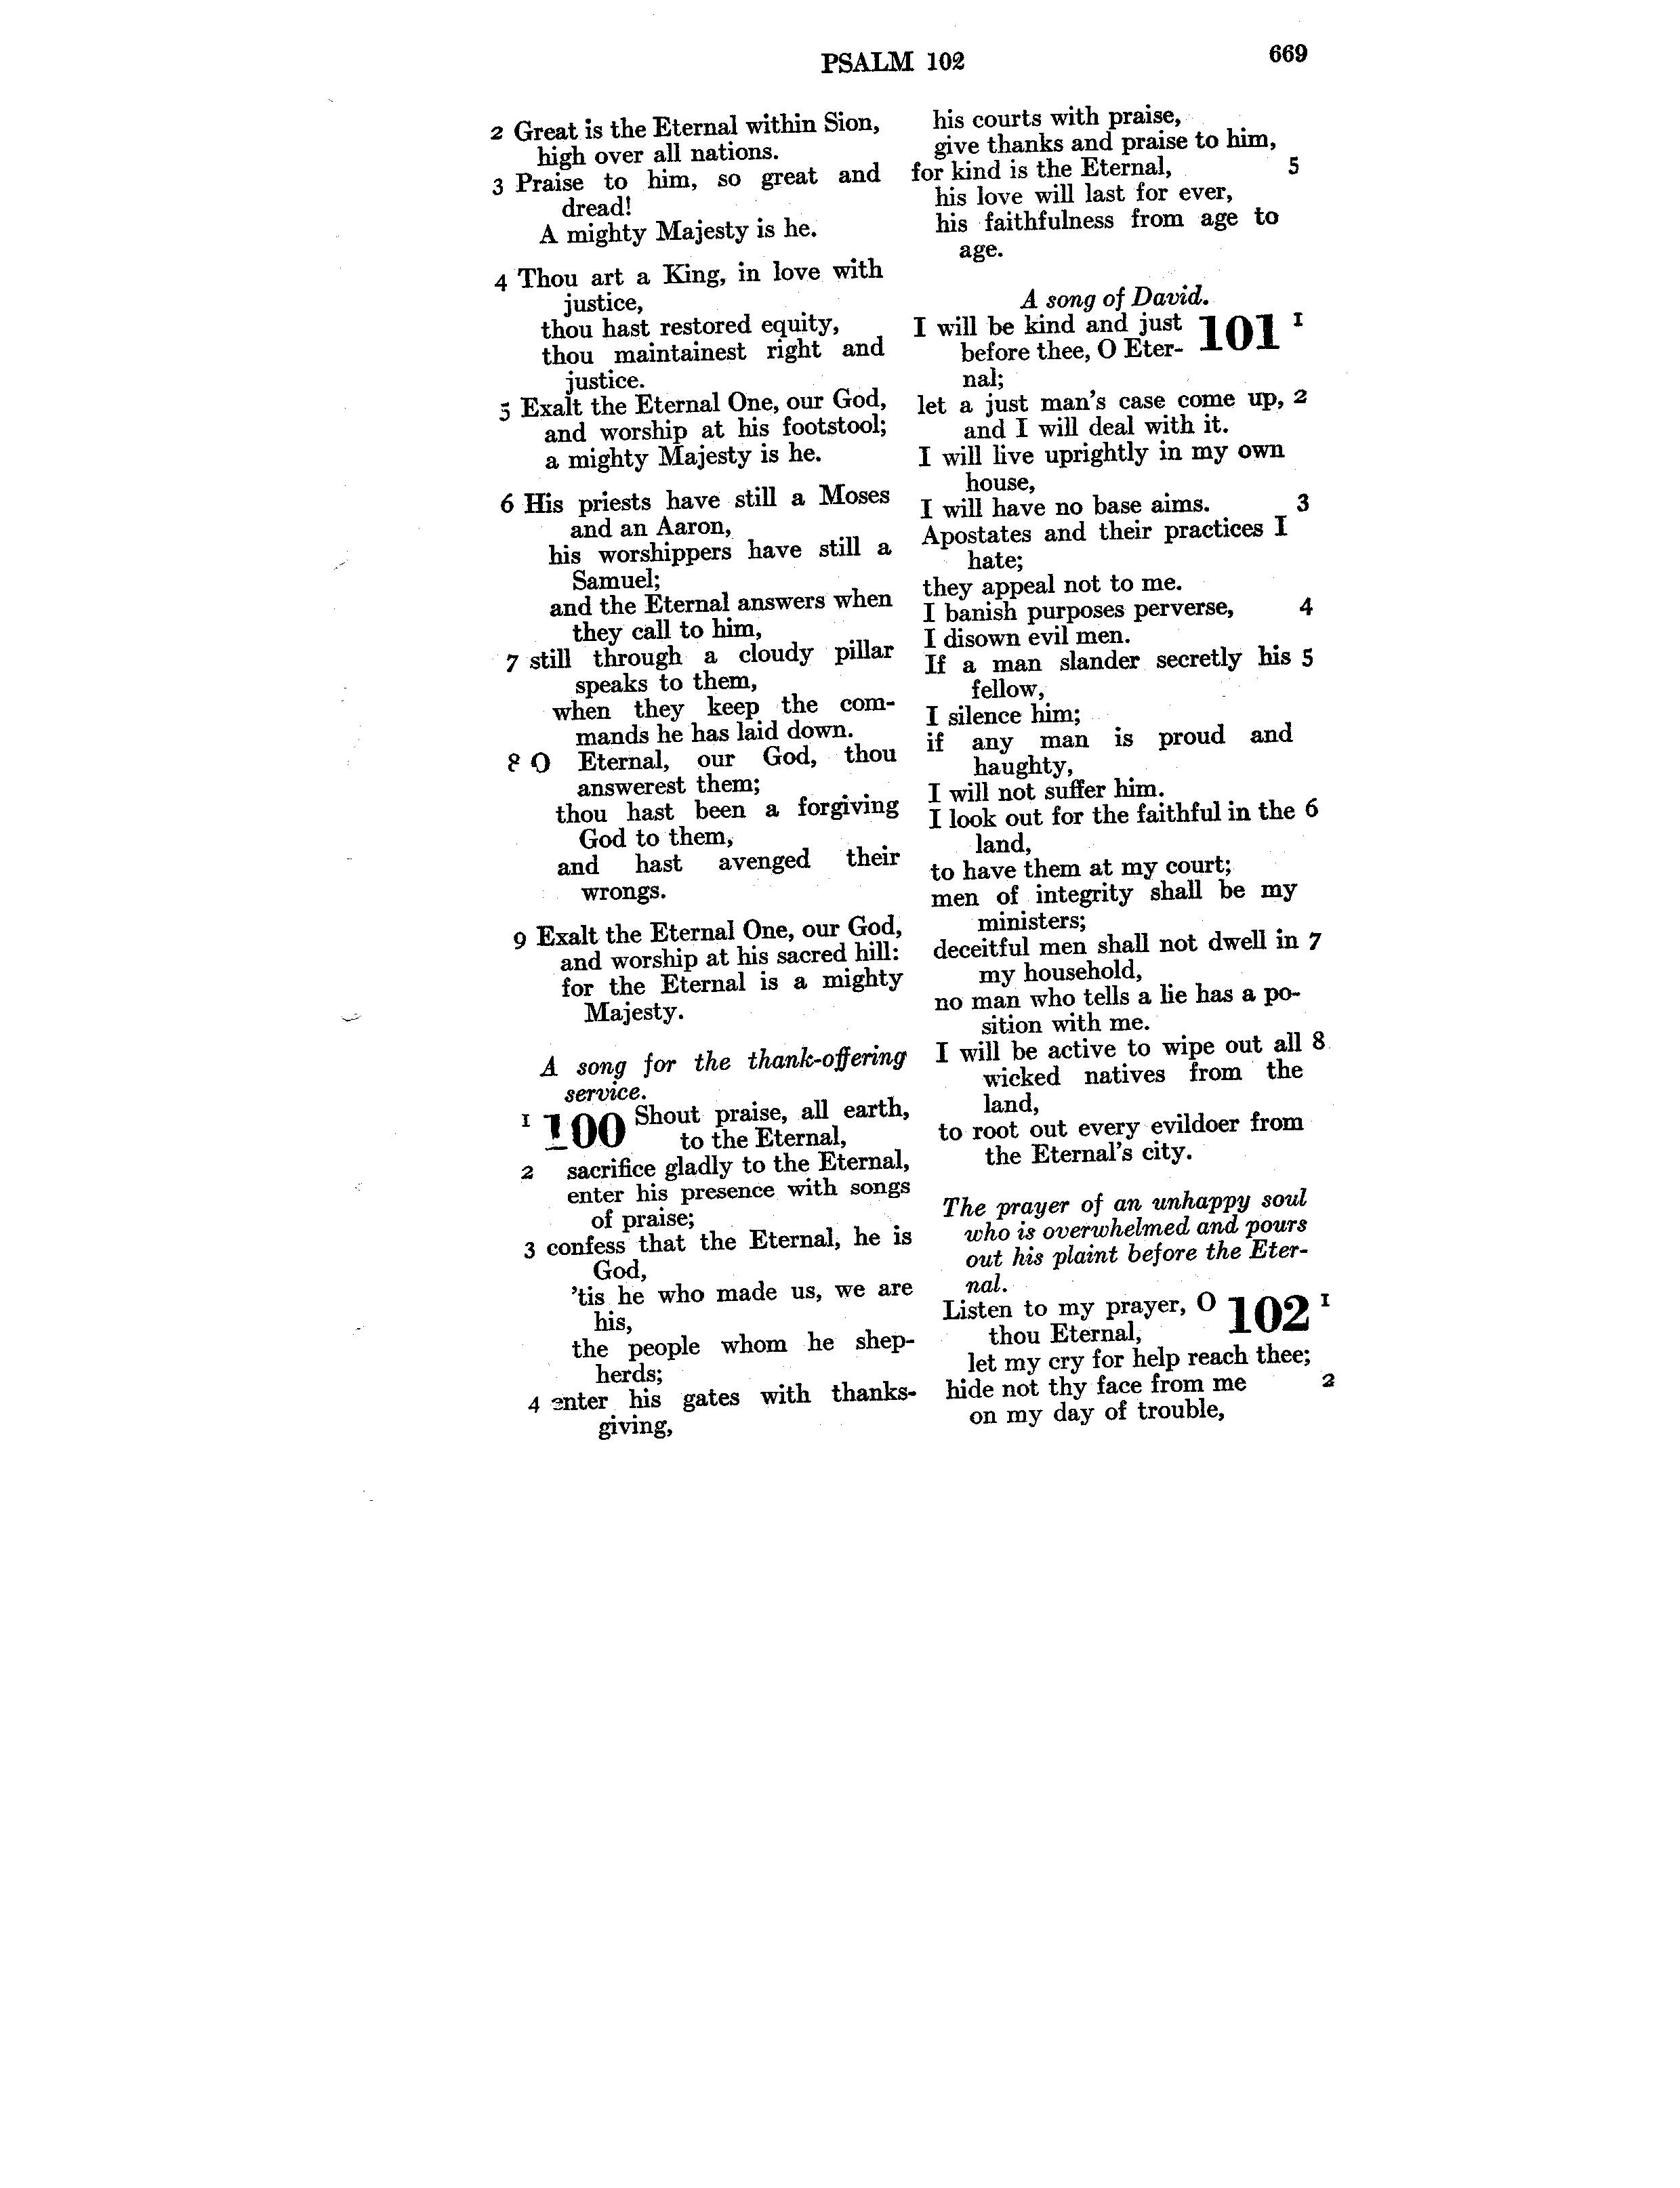 PSALM 102
669
2 Great is the Eternal within Sion,
high over all nations.
3 Praise to him, so great and
dread!
A mighty Majesty is he.
4 Thou art a King, in love with
justice,
thou hast restored equity,
thou maintainest right and
justice.
5 Exalt the Eternal One, our God,
and worship at his footstool;
a mighty Majesty is he.
6 His priests have still a Moses
and an Aaron,
his worshippers have still a
Samuel;
and the Eternal answers when
they call to him,
7 still through a cloudy pillar
speaks to them,
when they keep the com-
mands he has laid down.
8 O Eternal, our God, thou
answerest them;
thou hast been a forgiving
God to them,
and hast avenged their
wrongs.
9 Exalt the Eternal One, our God,
and worship at his sacred hill:
for the Eternal is a mighty
Majesty.
A song for the thank-offering
service.
1 100 Shout praise, all earth,
to the Eternal,
2 sacrifice gladly to the Eternal,
enter his presence with songs
of praise;
3 confess that the Eternal, he is
God,
'tis he who made us, we are
his,
the people whom he shep-
herds;
4 enter his gates with thanks-
giving,
his courts with praise,
give thanks and praise to him,
for kind is the Eternal, 5
his love will last for ever,
his faithfulness from age to
age.
A song of David.
I will be kind and just 101 1
before thee, O Eter-
nal;
let a just man's case come up, 2
and I will deal with it.
I will live uprightly in my own
house,
I will have no base aims. 3
Apostates and their practices I
hate;
they appeal not to me.
I banish purposes perverse, 4
I disown evil men.
If a man slander secretly his 5
fellow,
I silence him;
if any man is proud and
haughty,
I will not suffer him.
I look out for the faithful in the 6
land,
to have them at my court;
men of integrity shall be my
ministers;
deceitful men shall not dwell in 7
my household,
no man who tells a lie has a po-
sition with me.
I will be active to wipe out all 8
wicked natives from the
land,
to root out every evildoer from
the Eternal's city.
The prayer of an unhappy soul
who is overwhelmed and pours
out his plaint before the Eter-
nal.
Listen to my prayer, O 102 1
thou Eternal,
let my cry for help reach thee;
hide not thy face from me 2
on my day of trouble,